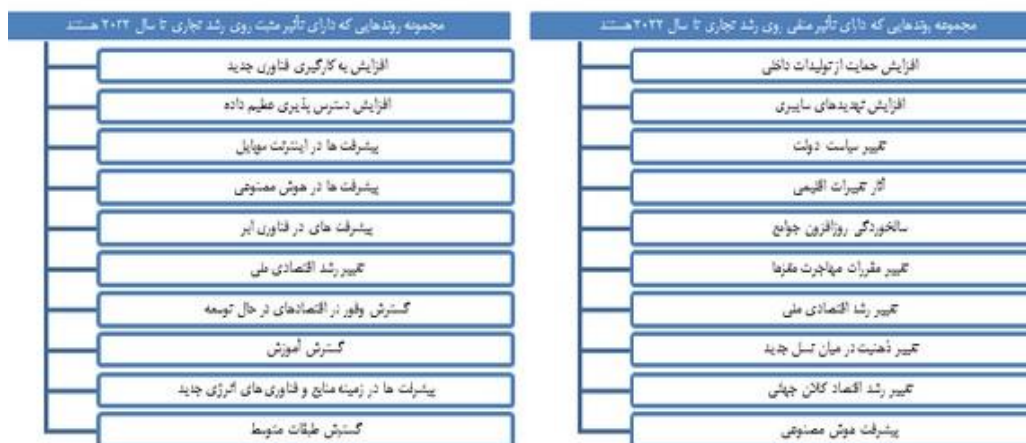 مجموعه روندهایی که دارای تأثیر منفی روی رشد تجاری تا سال ۲۰۲۲ هستند
افزایش حمایت از تولیدات داخلی
افزایش تهدیدهای سایبری
تغییر سیاست دولت
آثار تغییرات اقلیمی
سالخوردگی روزافزون جوامع
تغییر مقررات مهاجرت مغزها
تغییر رشد اقتصادی ملی
تغییر ذهنیت در میان نسل جدید
تغییر رشد اقتصاد کلان جهانی
پیشرفت هوش مصنوعی
مجموعه روندهایی که دارای تأثیر مثبت روی رشد تجاری تا سال ۲۰۲۲ هستند
افزایش به کارگیری فناوری جدید
افزایش دسترس پذیری عظیم داده
پیشرفت ها در اینترنت موبایل
پیشرفت ها در هوش مصنوعی
پیشرفت های در فناوری ابر
تغییر رشد اقتصادی ملی
گسترش وفور در اقتصادهای در حال توسعه
گسترش آموزش
پیشرفت ها در زمینه منابع و فناوری های انرژی جدید
گسترش طبقات متوسط